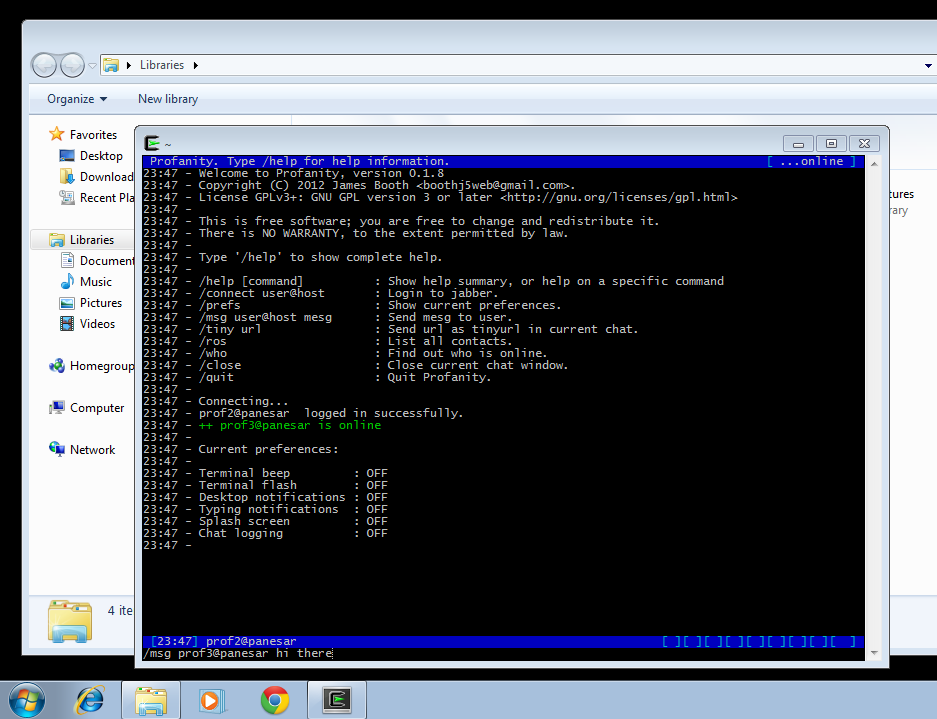 Libraries
Organize
New library
Favorites
Desktop
Download
Recent Pla
Libraries
Document
Music
Pictures
Videos
Homegroup
Computer
Network
4 ite
tures
rary
~
Profanity. Type /help for help information. [ ...online ]
23:47 - Welcome to Profanity, version 0.1.8
23:47 - Copyright (C) 2012 James Booth <boothj5web@gmail.com>.
23:47 - License GPLv3+: GNU GPL version 3 or later <http://gnu.org/licenses/gpl.html>
23:47 -
23:47 - This is free software; you are free to change and redistribute it.
23:47 - There is NO WARRANTY, to the extent permitted by law.
23:47 -
23:47 - Type '/help' to show complete help.
23:47 -
23:47 - /help [command] : Show help summary, or help on a specific command
23:47 - /connect user@host : Login to jabber.
23:47 - /prefs : Show current preferences.
23:47 - /msg user@host mesg : Send mesg to user.
23:47 - /tiny url : Send url as tinyurl in current chat.
23:47 - /ros : List all contacts.
23:47 - /who : Find out who is online.
23:47 - /close : Close current chat window.
23:47 - /quit : Quit Profanity.
23:47 -
23:47 - Connecting...
23:47 - prof2@panesar  logged in successfully.
23:47 - ++ prof3@panesar is online
23:47 -
23:47 - Current preferences:
23:47 -
23:47 - Terminal beep : OFF
23:47 - Terminal flash : OFF
23:47 - Desktop notifications : OFF
23:47 - Typing notifications : OFF
23:47 - Splash screen : OFF
23:47 - Chat logging : OFF
23:47 -
[23:47] prof2@panesar [ ][ ][ ][ ][ ][ ][ ][ ][ ]
/msg prof3@panesar hi there